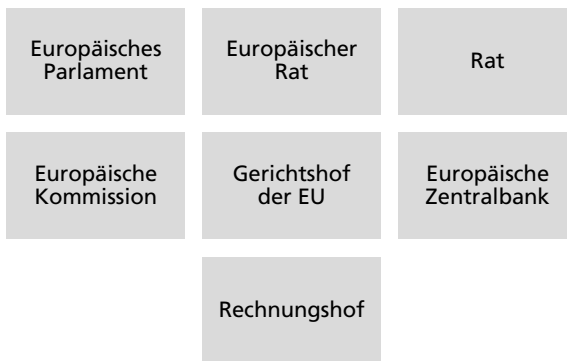 Europäisches
Parlament
Europäischer
Rat
Rat
Europäische
Kommission
Gerichtshof
der EU
Europäische
Zentralbank
Rechnungshof